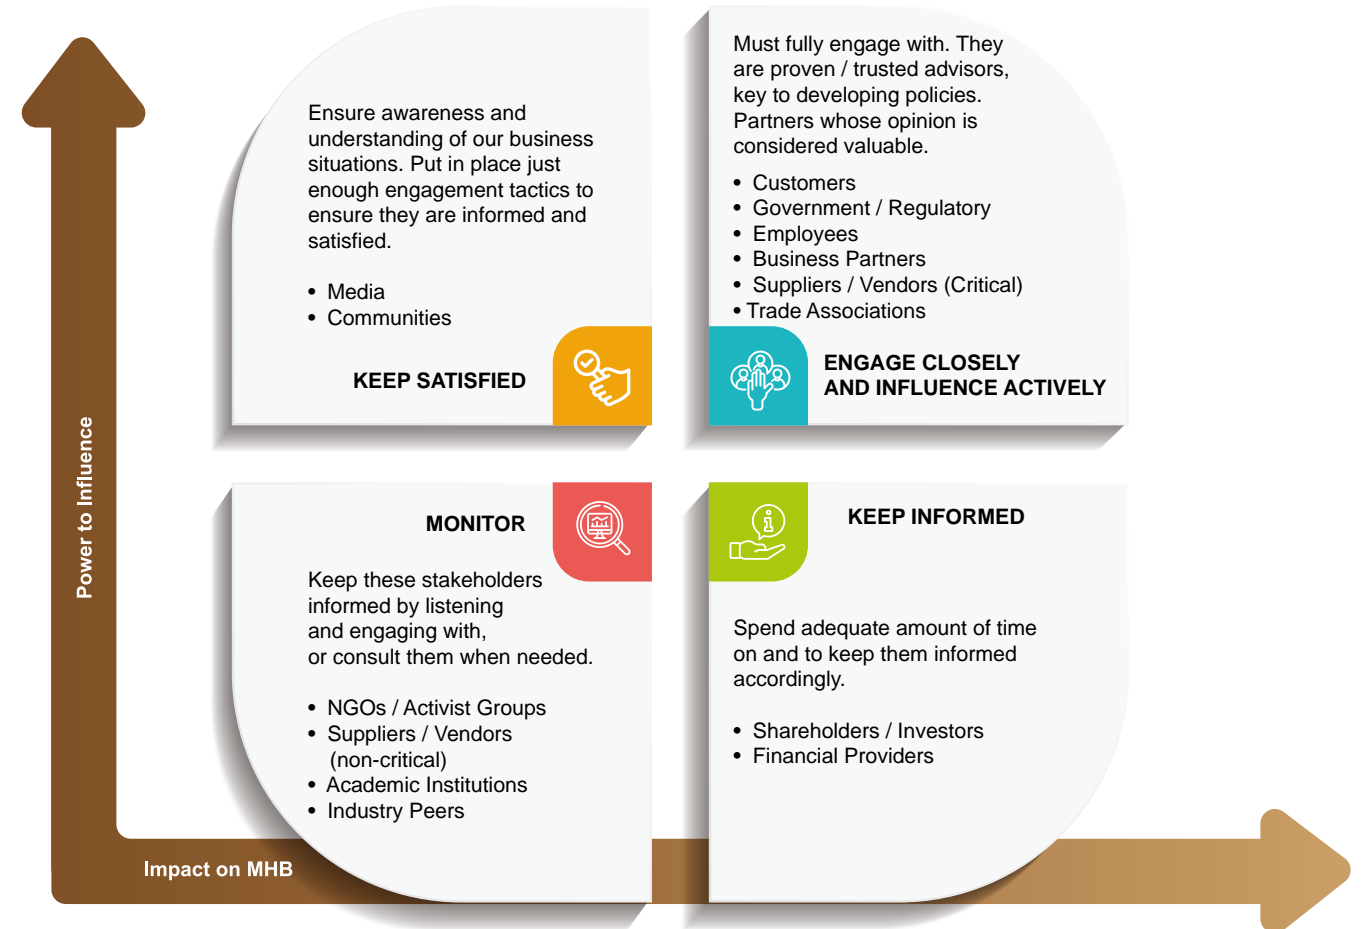 Ensure awareness and
understanding of our business
situations. Put in place just
enough engagement tactics to
ensure they are informed and
satisfied.
• Media
• Communities
KEEP SATISFIED
Must fully engage with. They
are proven / trusted advisors,
key to developing policies.
Partners whose opinion is
considered valuable.
• Customers
• Government / Regulatory
• Employees
• Business Partners
• Suppliers / Vendors (Critical)
• Trade Associations
ENGAGE CLOSELY
AND INFLUENCE ACTIVELY
Power to Influence
MONITOR
Keep these stakeholders
informed by listening
and engaging with,
or consult them when needed.
• NGOs / Activist Groups
• Suppliers / Vendors
(non-critical)
• Academic Institutions
• Industry Peers
KEEP INFORMED
Spend adequate amount of time
on and to keep them informed
accordingly.
• Shareholders / Investors
• Financial Providers
Impact on MHB